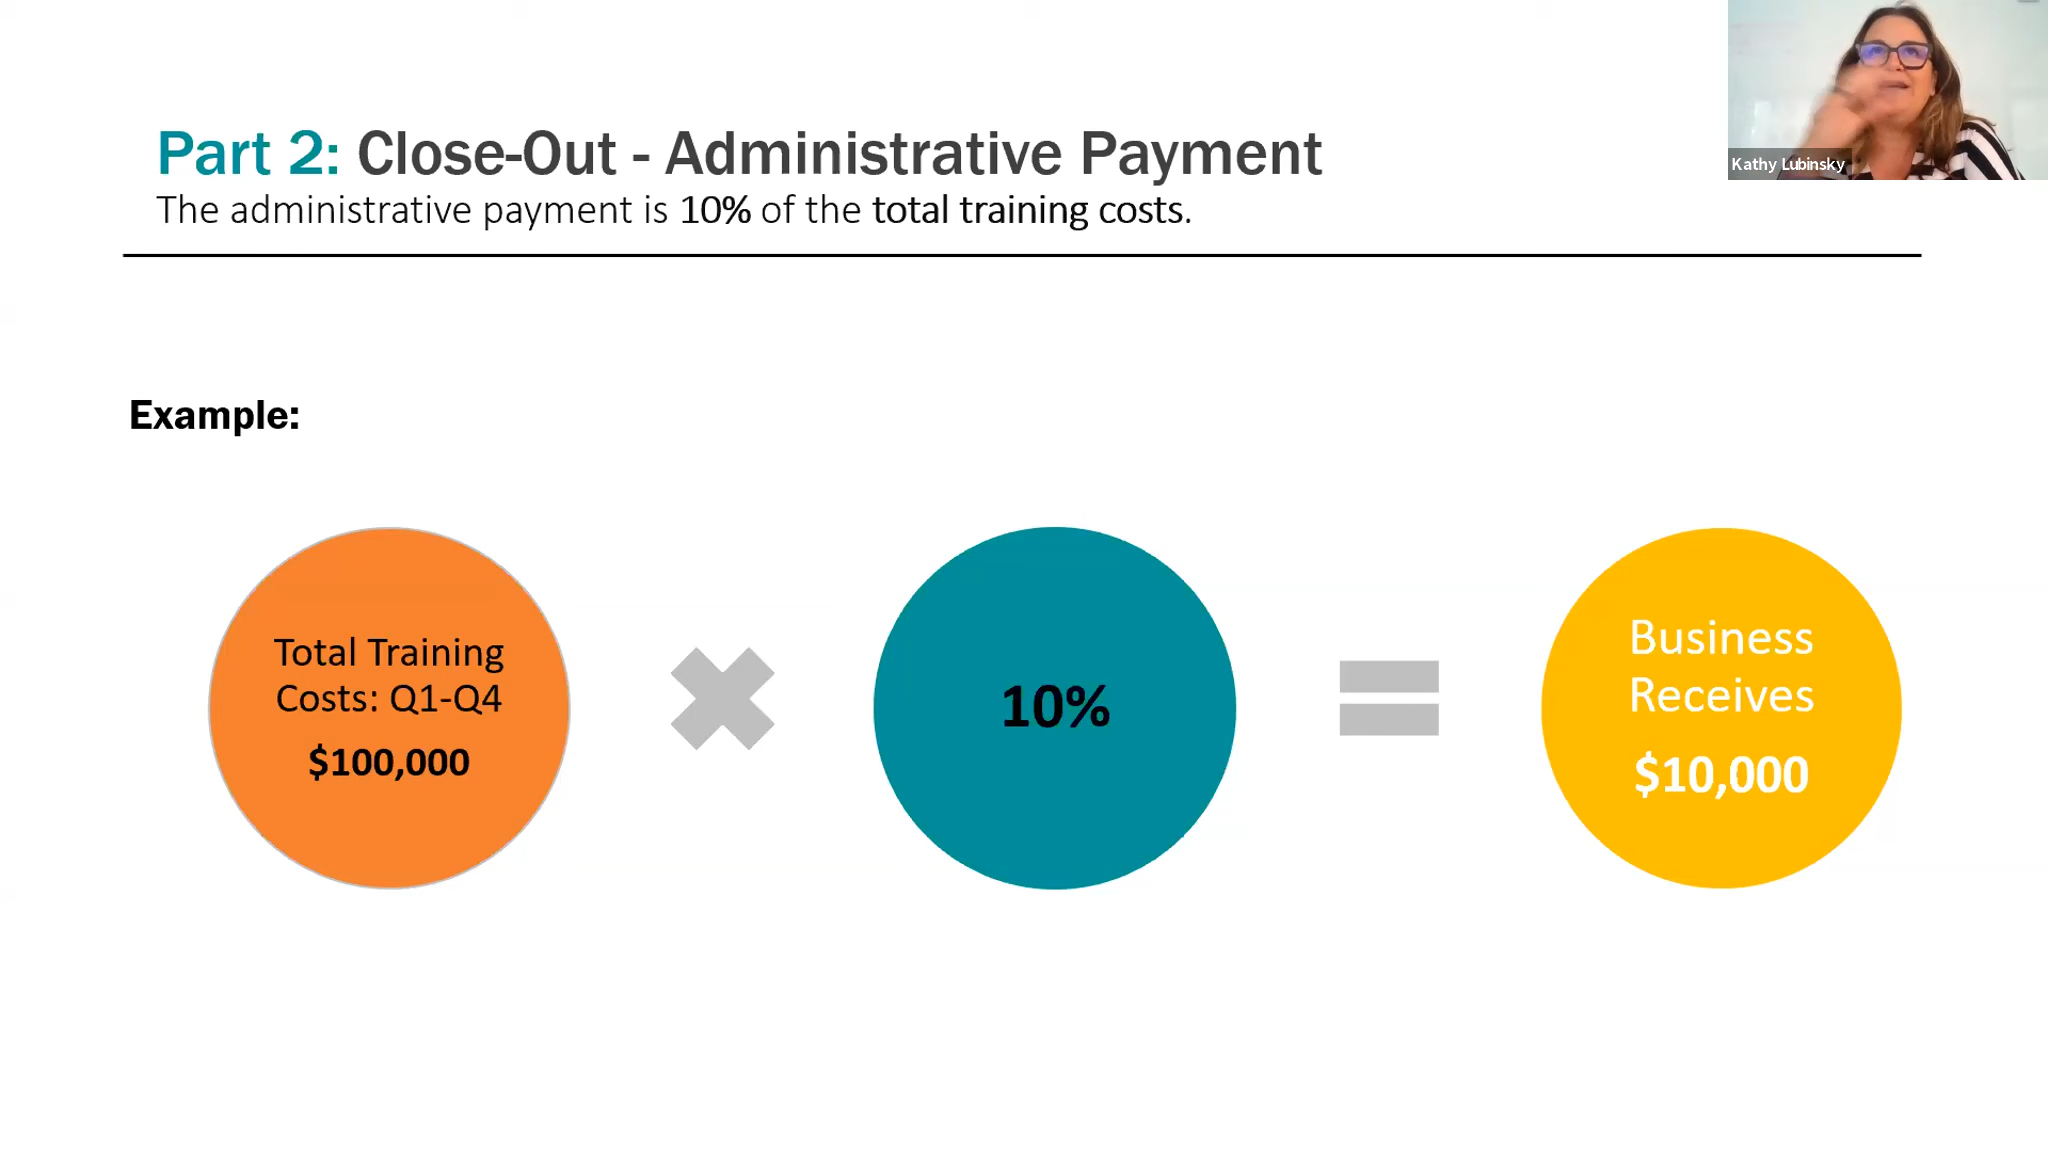 Part 2: Close-Out - Administrative Payment
The administrative payment is 10% of the total training costs.
Kathy Lubinsky
Example:
Total Training
Costs: Q1-Q4
$100,000
10%
Business
Receives
$10,000